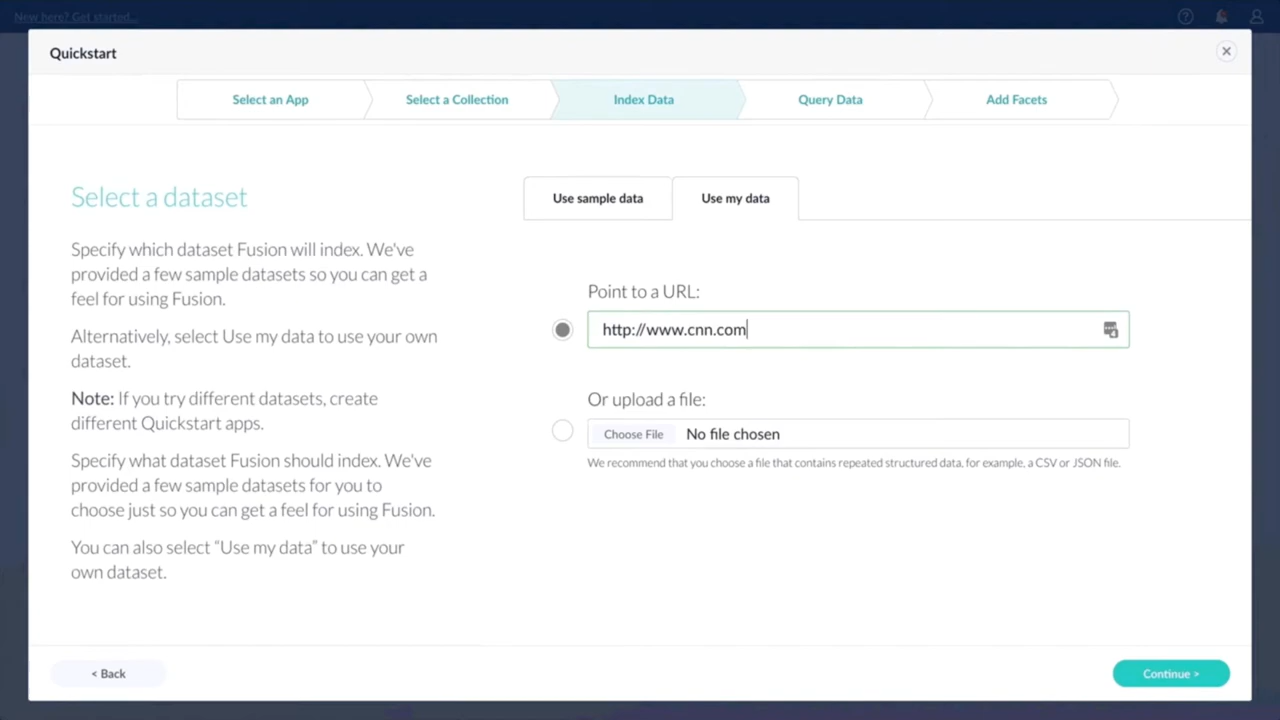 New here? Get started...
Quickstart
Select an App
Select a Collection
Index Data
Query Data
Add Facets
Select a dataset
Specify which dataset Fusion will index. We've
provided a few sample datasets so you can get a
feel for using Fusion.
Alternatively, select Use my data to use your own
dataset.
Note: If you try different datasets, create
different Quickstart apps.
Specify what dataset Fusion should index. We've
provided a few sample datasets for you to
choose just so you can get a feel for using Fusion.
You can also select “Use my data” to use your
own dataset.
Use sample data
Use my data
Point to a URL:
http://www.cnn.com
Or upload a file:
Choose File No file chosen
We recommend that you choose a file that contains repeated structured data, for example, a CSV or JSON file.
< Back
Continue >